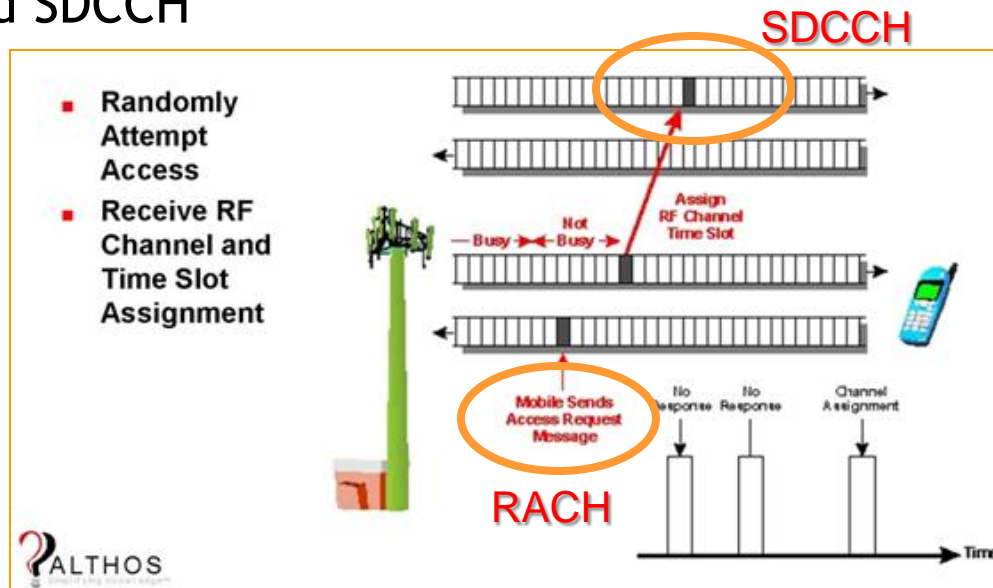 d SDCCH
SDCCH
Randomly
Attempt
Access
Receive RF
Channel and
Time Slot
Assignment
Assign
RF Channel
Time Slot
Not
Busy
Busy
Mobile Sends
Access Request
Message
RACH
No
Response
No
Response
Channel
Assignment
Time
ALTHOS